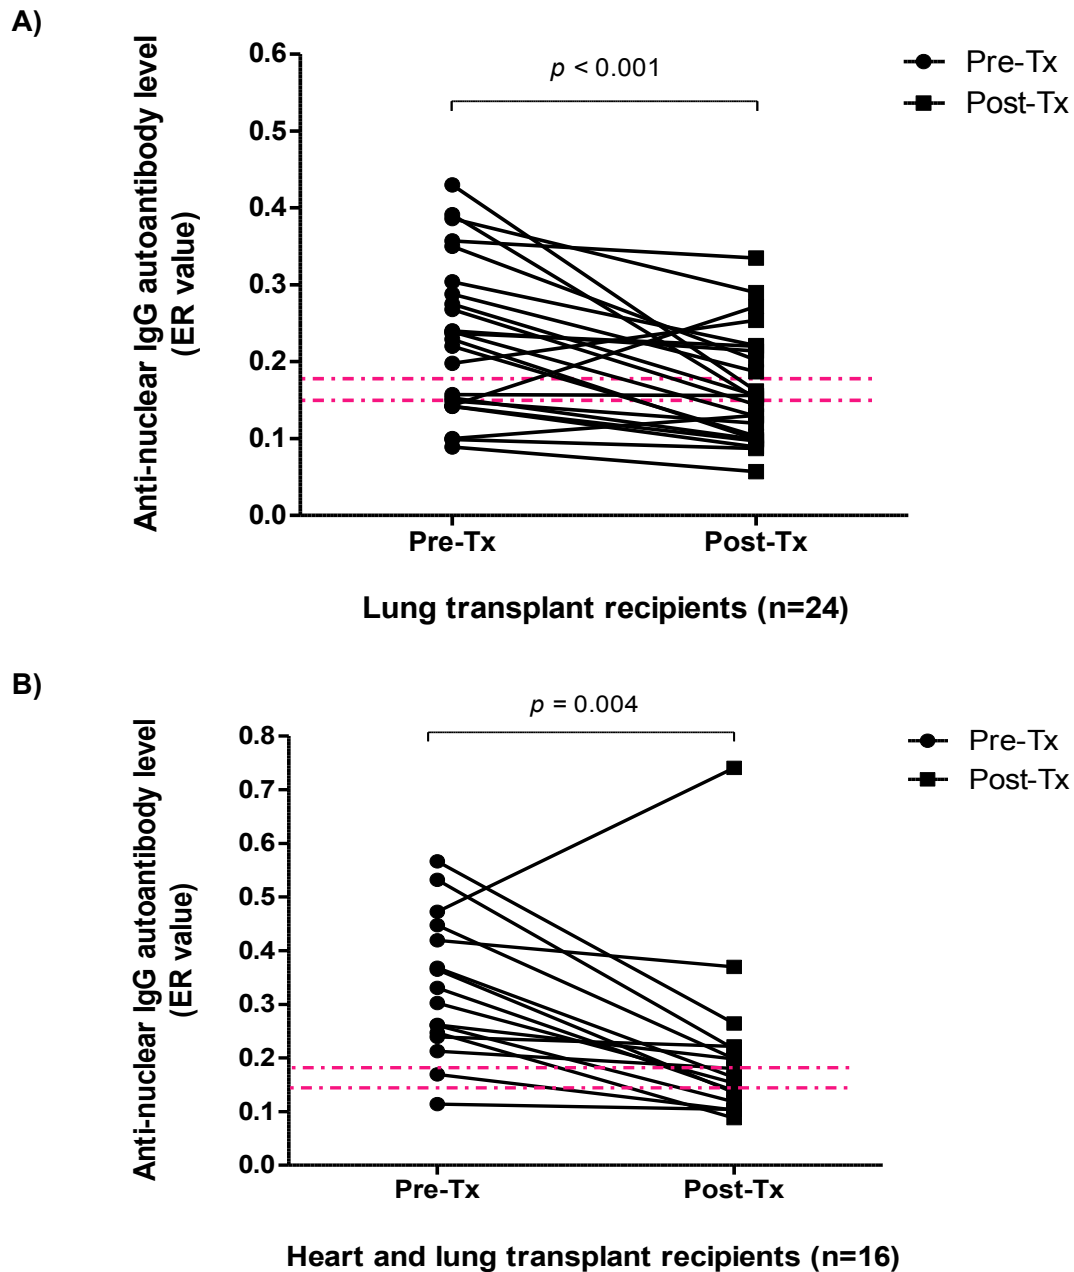 A)
Anti-nuclear IgG autoantibody level
(ER value)
0.6
0.5
0.4
0.3
0.2
0.1
0.0
p < 0.001
Pre-Tx
Post-Tx
Pre-Tx
Post-Tx
Lung transplant recipients (n=24)
B)
Anti-nuclear IgG autoantibody level
(ER value)
0.8
0.7
0.6
0.5
0.4
0.3
0.2
0.1
0.0
p = 0.004
Pre-Tx
Post-Tx
Pre-Tx
Post-Tx
Heart and lung transplant recipients (n=16)